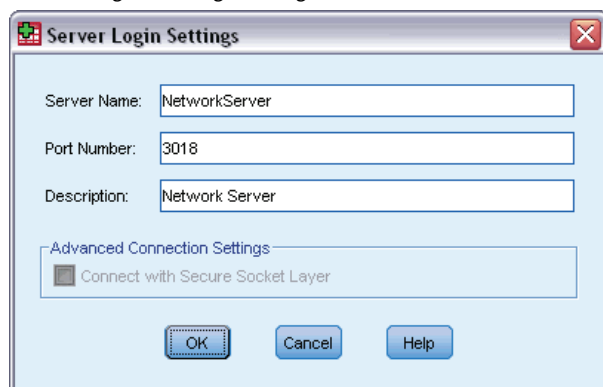 Server Login Settings
Server Name: NetworkServer
Port Number: 3018
Description: Network Server
Advanced Connection Settings
Connect with Secure Socket Layer
OK Cancel Help